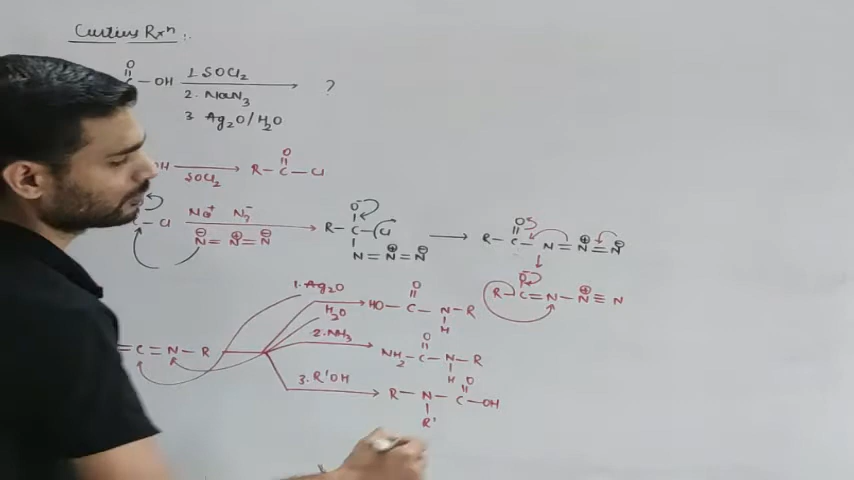 Curtius Rxⁿ:
O
C - OH 1. SOCl₂ ?
2. NaN₃
3 Ag₂O/H₂O
OH SOCl₂ R - C - Cl
O
C - Cl Na⁺ N₃⁻
N = N = N
⊖ ⊕ ⊖
O⁻
R - C - Cl
N = N = N
⊕ ⊖
O
R - C - N = N = N
⊕ ⊖
O⁻
R - C = N - N ≡ N
⊕
= C = N - R
1. Ag₂O
H₂O
O
HO - C - N - R
H
2. NH₃
O
NH₂ - C - N - R
H
3. R'OH
O
R - N - C - OH
R'